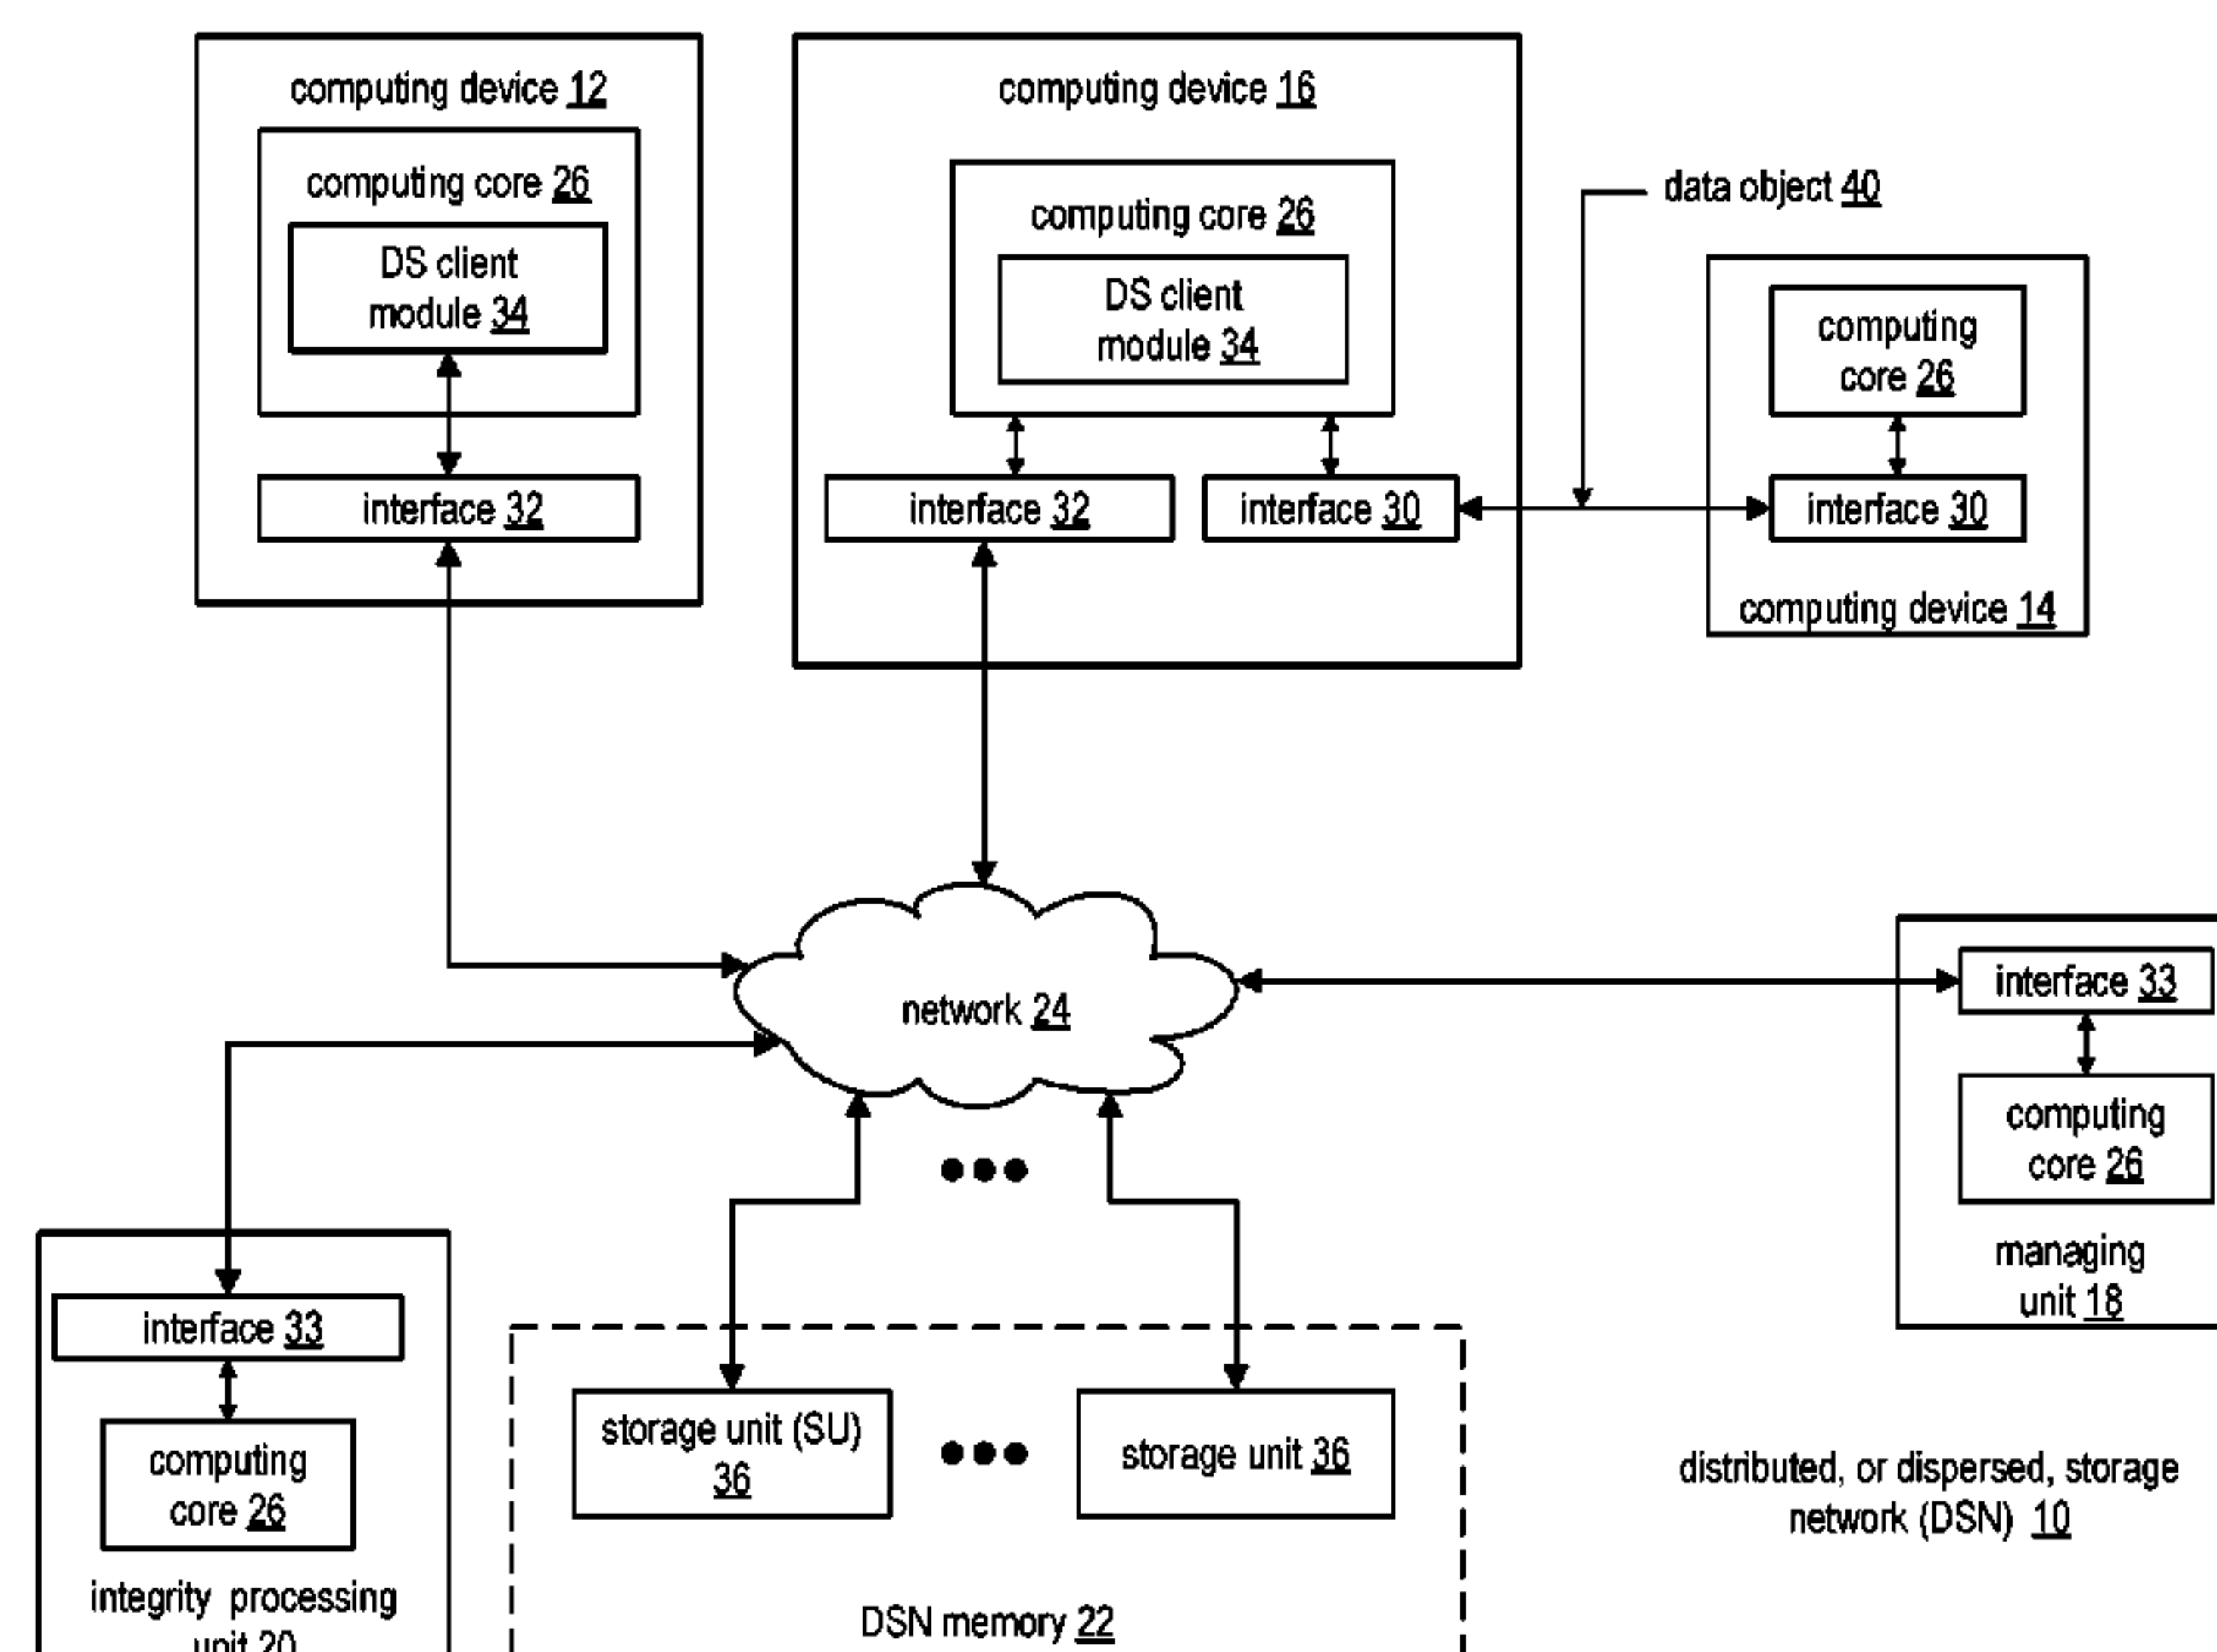 computing device 12
computing core 26
DS client
module 34
interface 32
computing device 16
computing core 26
DS client
module 34
interface 32
interface 30
data object 40
computing
core 26
interface 30
computing device 14
network 24
interface 33
computing
core 26
managing
unit 18
interface 33
computing
core 26
integrity processing
unit 20
storage unit (SU)
36
storage unit 36
DSN memory 22
distributed, or dispersed, storage
network (DSN) 10